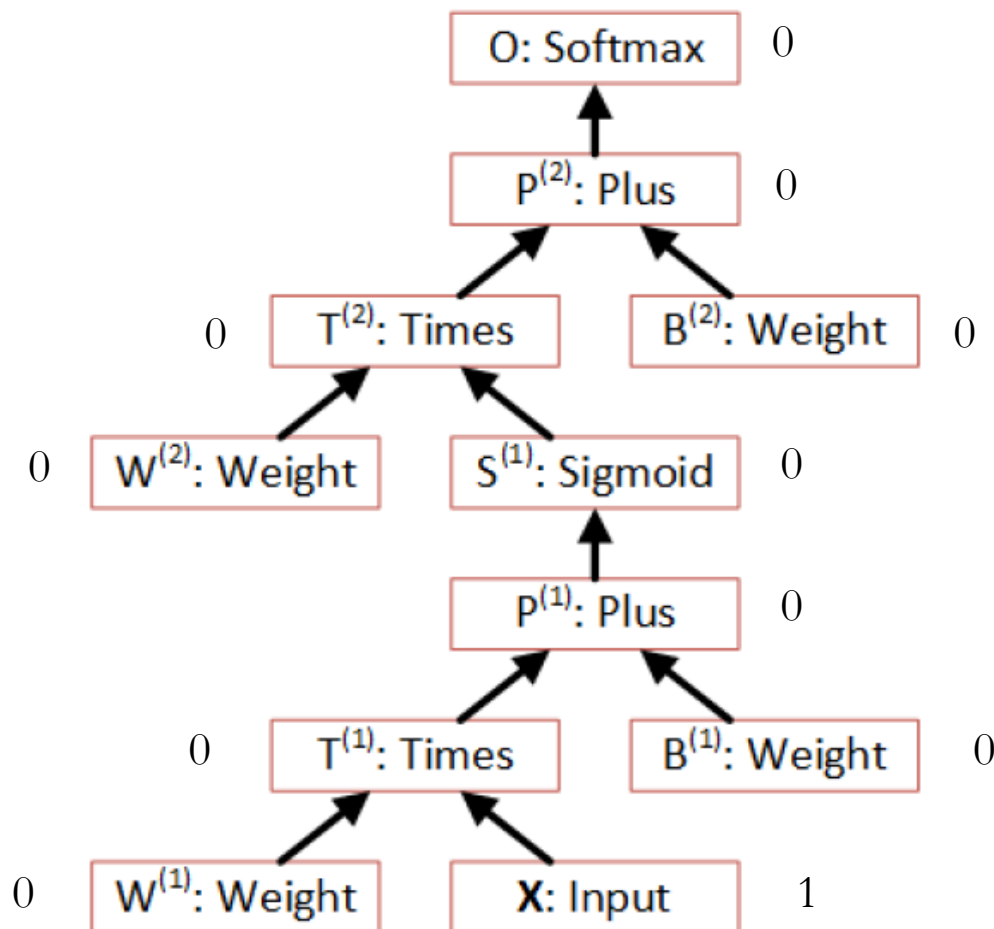 O: Softmax 0
P(2): Plus 0
0 T(2): Times B(2): Weight 0
0 W(2): Weight S(1): Sigmoid 0
P(1): Plus 0
0 T(1): Times B(1): Weight 0
0 W(1): Weight X: Input 1